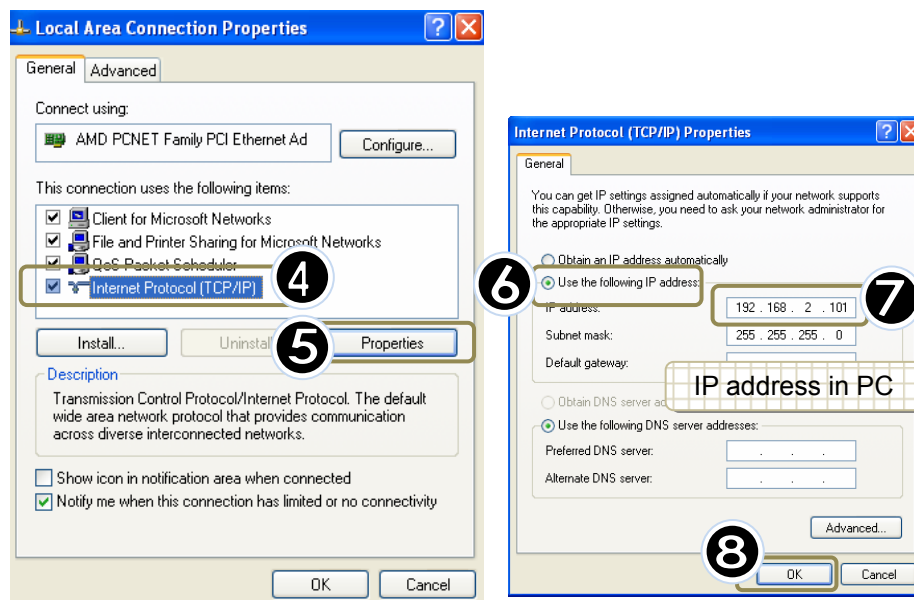 Local Area Connection Properties
General
Advanced
Connect using:
AMD PCNET Family PCI Ethernet Ad
Configure...
This connection uses the following items:
Client for Microsoft Networks
File and Printer Sharing for Microsoft Networks
QoS Packet Scheduler
Internet Protocol (TCP/IP)
4
Install...
Uninstal
5
Properties
Description
Transmission Control Protocol/Internet Protocol. The default
wide area network protocol that provides communication
across diverse interconnected networks.
Show icon in notification area when connected
Notify me when this connection has limited or no connectivity
OK
Cancel
Internet Protocol (TCP/IP) Properties
General
You can get IP settings assigned automatically if your network supports
this capability. Otherwise, you need to ask your network administrator for
the appropriate IP settings.
Obtain an IP address automatically
6
Use the following IP address:
IP address:
192 . 168 . 2 . 101
7
Subnet mask:
255 . 255 . 255 . 0
Default gateway:
IP address in PC
Obtain DNS server ad
Use the following DNS server addresses:
Preferred DNS server:
. . .
Alternate DNS server:
. . .
Advanced...
8
OK
Cancel